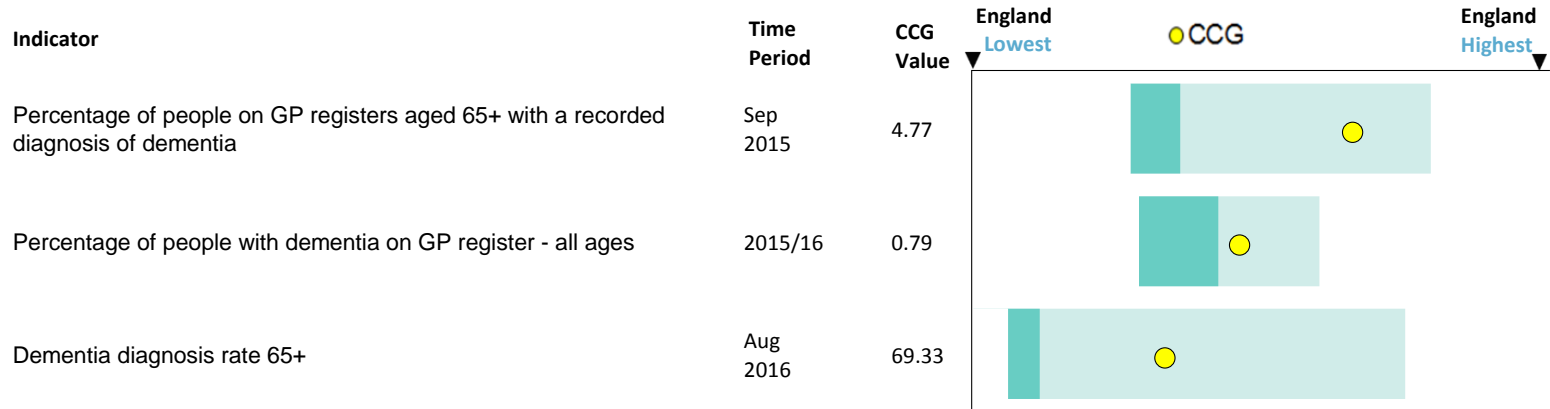 Indicator
Time Period
CCG Value
England Lowest
CCG
England Highest
Percentage of people on GP registers aged 65+ with a recorded
diagnosis of dementia
Sep
2015
4.77
Percentage of people with dementia on GP register - all ages
2015/16
0.79
Dementia diagnosis rate 65+
Aug
2016
69.33